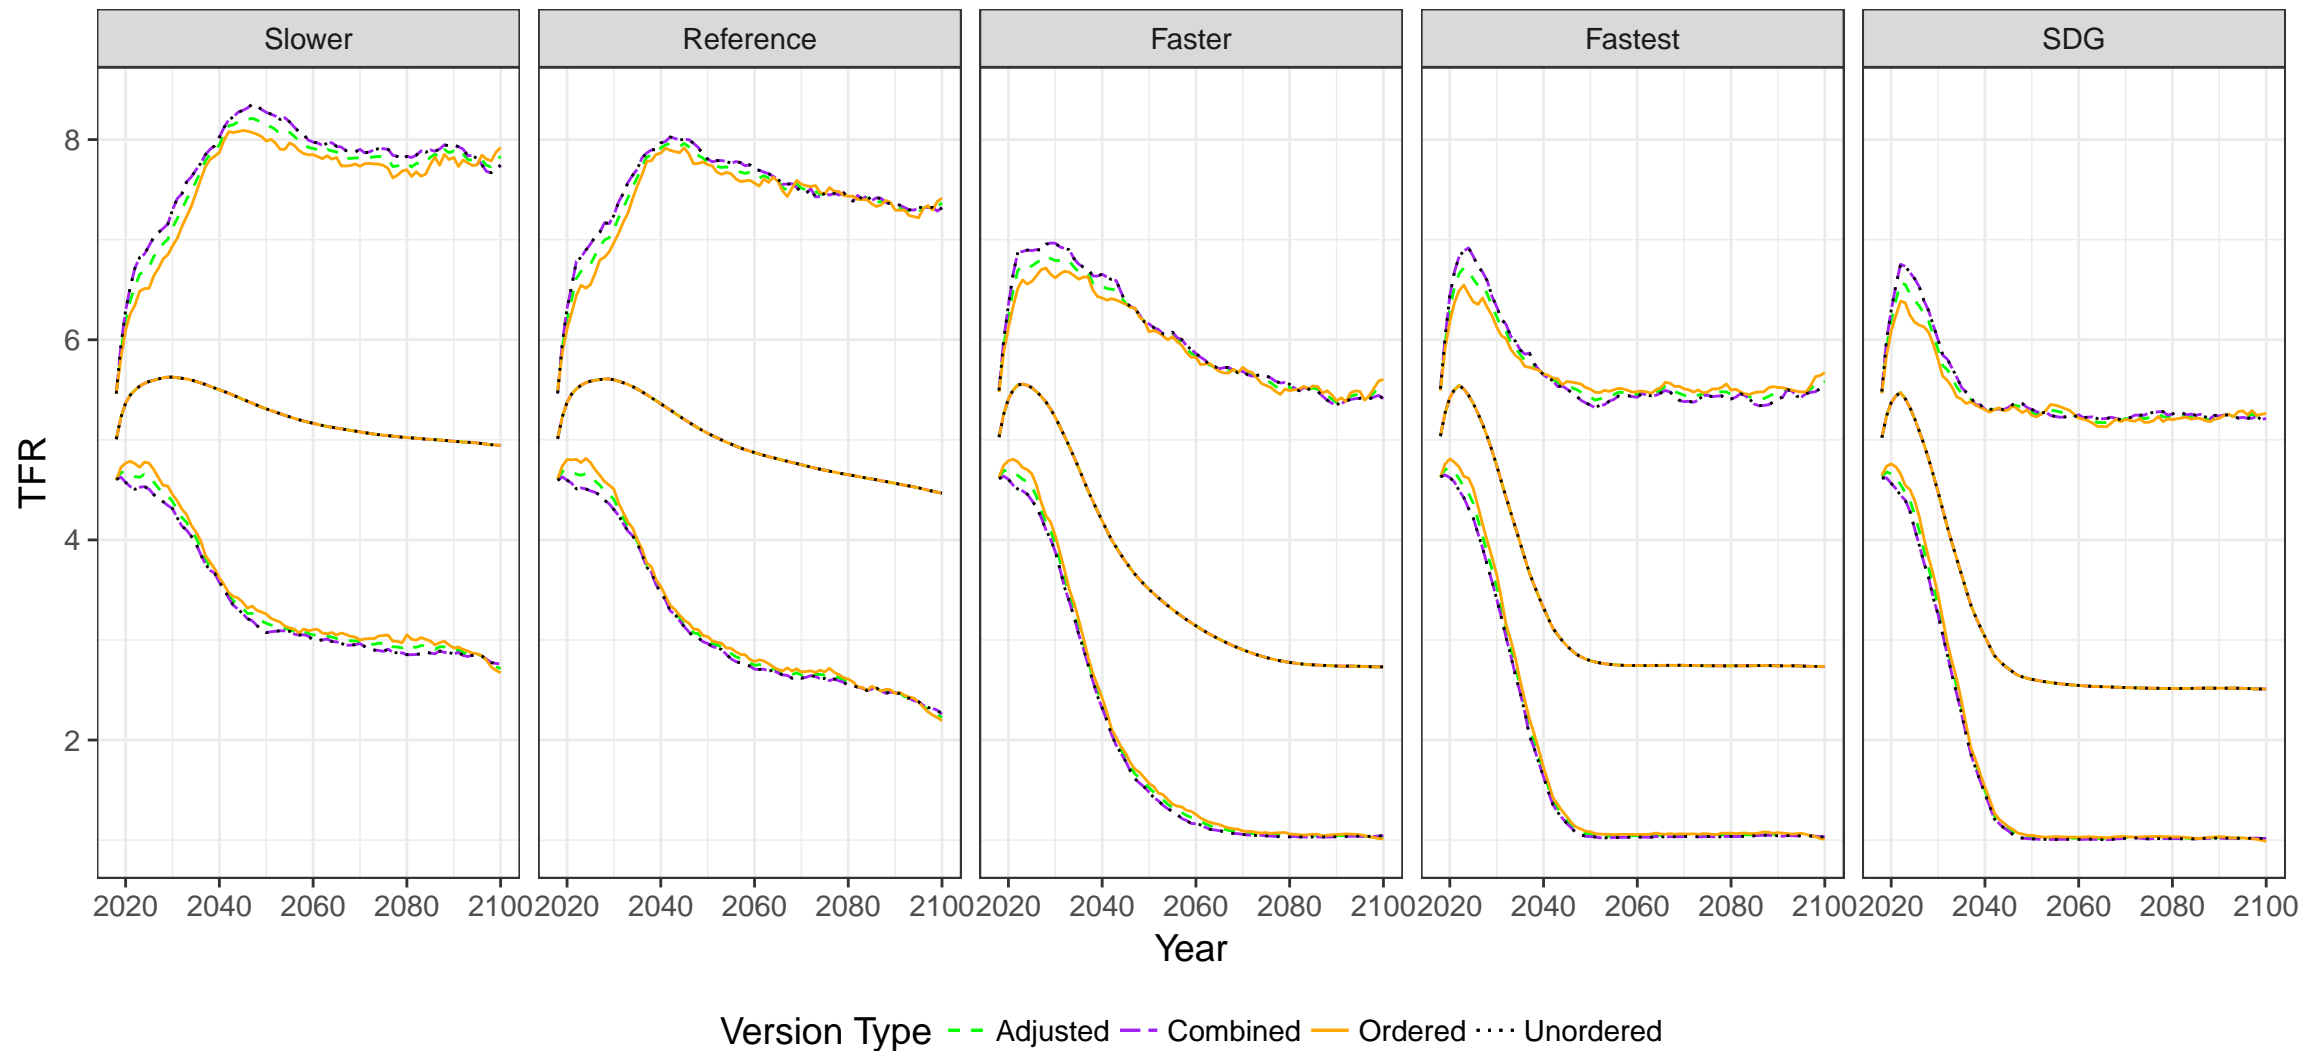 Slower Reference Faster Fastest SDG
8
6
4
2
TFR
2020 2040 2060 2080 2100 2020 2040 2060 2080 2100 2020 2040 2060 2080 2100 2020 2040 2060 2080 2100 2020 2040 2060 2080 2100
Year
Version Type Adjusted Combined Ordered Unordered